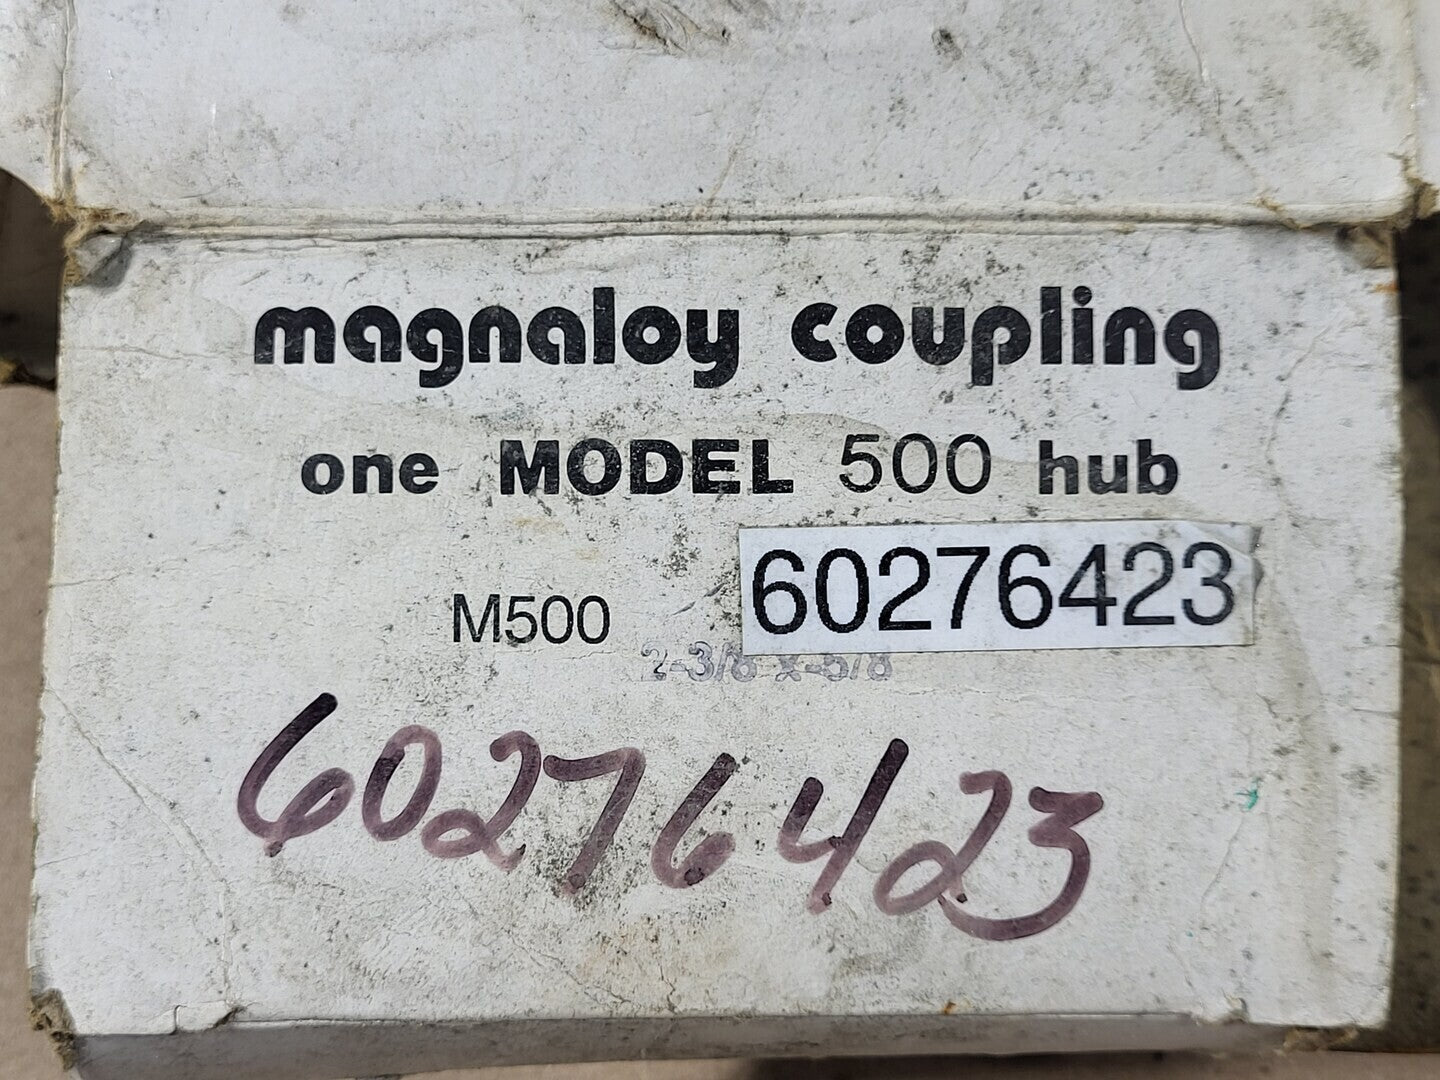 magnaloy coupling
one MODEL 500 hub
60276423
M500
2-3/8 x 5/8
60276423